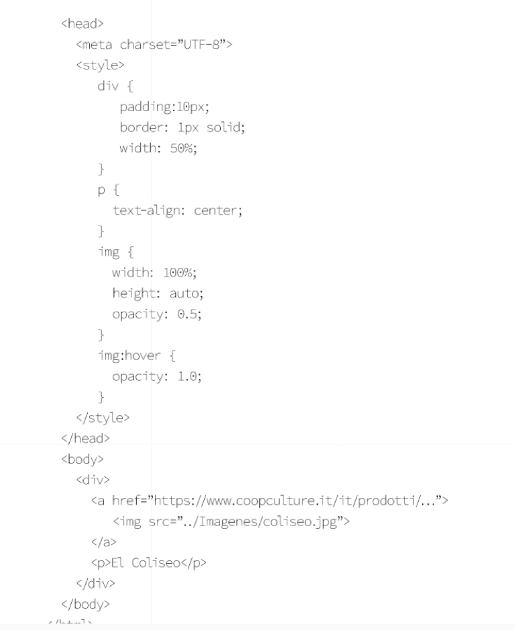 <head>
<meta charset=”UTF-8”>
<style>
div {
padding:10px;
border: 1px solid;
width: 50%;
}
p {
text-align: center;
}
img {
width: 100%;
height: auto;
opacity: 0.5;
}
img:hover {
opacity: 1.0;
}
</style>
</head>
<body>
<div>
<a href=”https://www.coopculture.it/it/prodotti/…”>
<img src=”../Imagenes/coliseo.jpg”>
</a>
<p>El Coliseo</p>
</div>
</body>